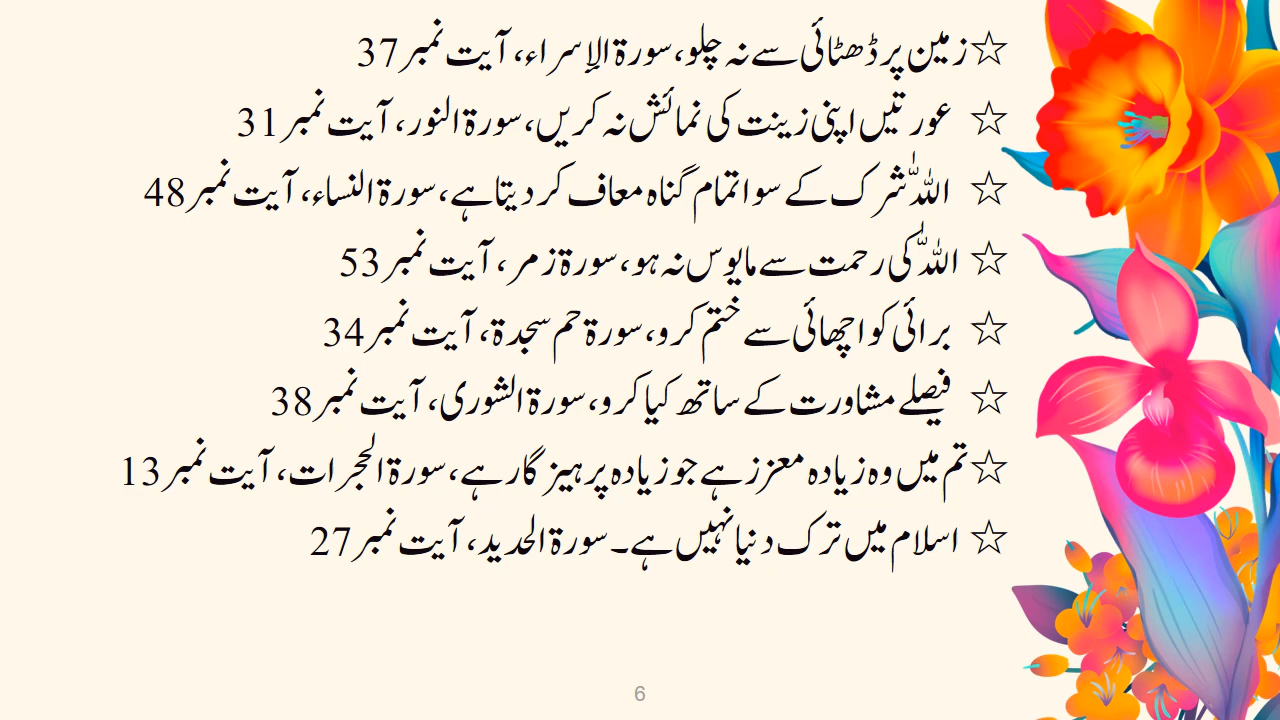 ☆زمین پر ڈھٹائی سے نہ چلو، سورۃ الإسراء، آیت نمبر 37
☆ عورتیں اپنی زینت کی نمائش نہ کریں، سورۃ النور، آیت نمبر 31
☆ اللّٰہ شرک کے سوا تمام گناہ معاف کر دیتا ہے، سورۃ النساء، آیت نمبر 48
☆ اللّٰہ کی رحمت سے مایوس نہ ہو، سورۃ زمر، آیت نمبر 53
☆ برائی کو اچھائی سے ختم کرو، سورۃ حم سجدۃ، آیت نمبر 34
☆ فیصلے مشاورت کے ساتھ کیا کرو، سورۃ الشوری، آیت نمبر 38
☆تم میں وہ زیادہ معزز ہے جو زیادہ پرہیز گار ہے، سورۃ الحجرات، آیت نمبر 13
☆ اسلام میں ترک دنیا نہیں ہے۔ سورۃ الحدید، آیت نمبر 27
6